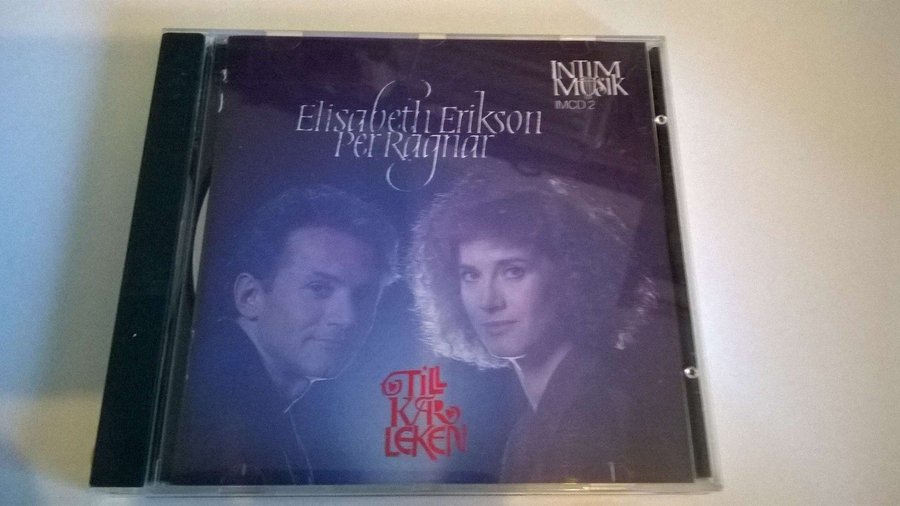 INTIM
MUSIK
IMCD 2
Elisabeth Erikson
Per Ragnar
TILL
KÄR
LEKEN